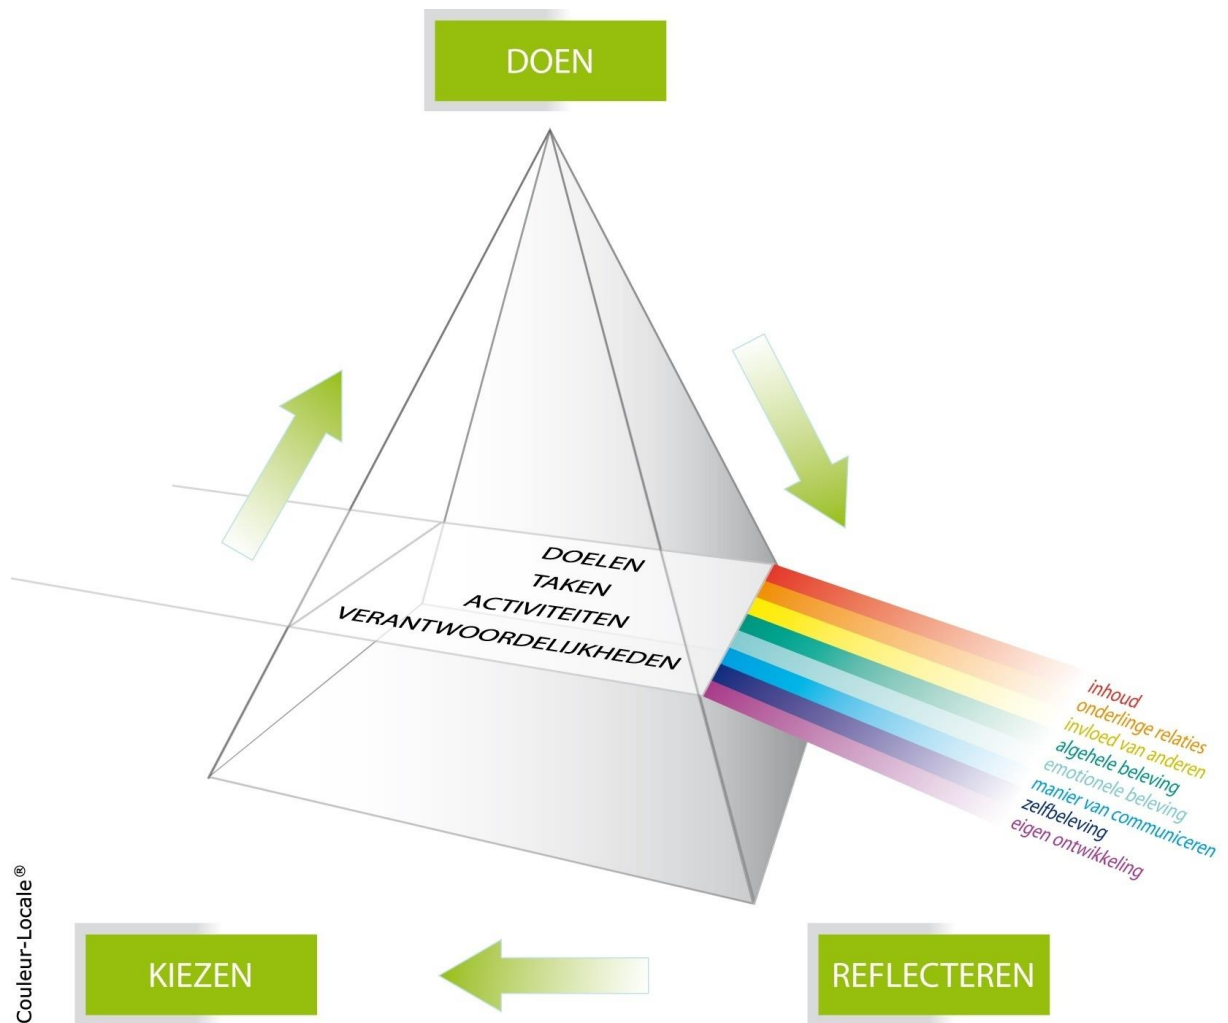 DOEN
DOELEN
TAKEN
ACTIVITEITEN
VERANTWOORDELIJKHEDEN
inhoud
onderlinge relaties
invloed van anderen
algehele beleving
emotionele beleving
manier van communiceren
zelfbeleving
eigen ontwikkeling
Couleur-Locale®
KIEZEN
REFLECTEREN